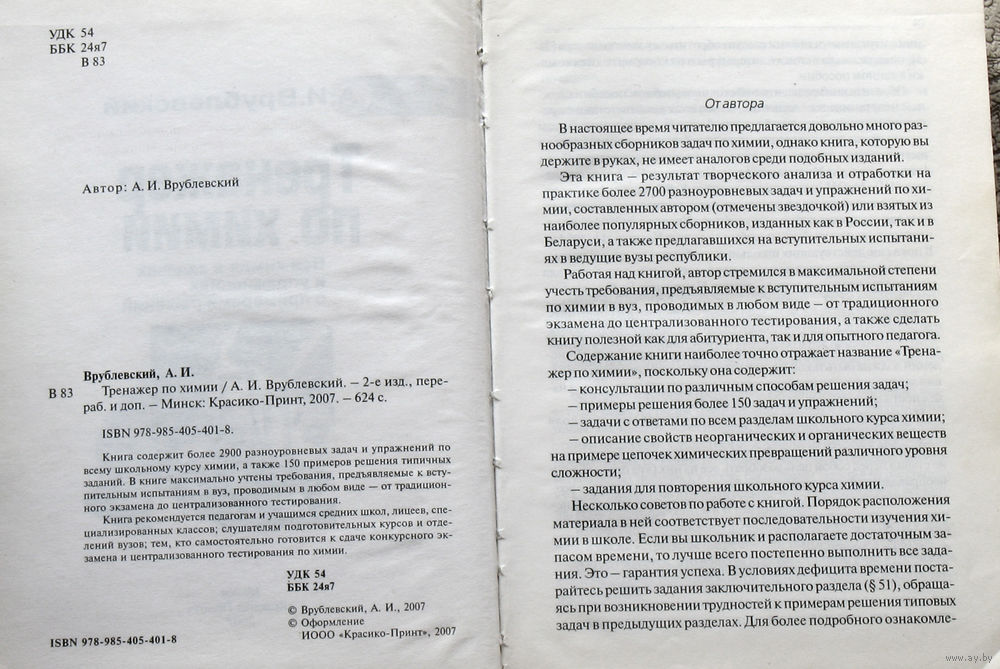 УДК 54
ББК 24я7
В 83
Автор: А. И. Врублевский
Врублевский, А. И.
В 83
Тренажер по химии / А. И. Врублевский. – 2-е изд., пере-
раб. и доп. – Минск: Красико-Принт, 2007. – 624 с.
ISBN 978-985-405-401-8.
Книга содержит более 2900 разноуровневых задач и упражнений по
всему школьному курсу химии, а также 150 примеров решения типичных
заданий. В книге максимально учтены требования, предъявляемые к всту-
пительным испытаниям в вуз, проводимым в любом виде — от традицион-
ного экзамена до централизованного тестирования.
Книга рекомендуется педагогам и учащимся средних школ, лицеев, спе-
циализированных классов; слушателям подготовительных курсов и отде-
лений вузов; тем, кто самостоятельно готовится к сдаче конкурсного эк-
замена и централизованного тестирования по химии.
УДК 54
ББК 24я7
© Врублевский, А. И., 2007
© Оформление
ИООО «Красико-Принт», 2007
ISBN 978-985-405-401-8
От автора
В настоящее время читателю предлагается довольно много раз-
нообразных сборников задач по химии, однако книга, которую вы
держите в руках, не имеет аналогов среди подобных изданий.
Эта книга — результат творческого анализа и отработки на
практике более 2700 разноуровневых задач и упражнений по хи-
мии, составленных автором (отмечены звездочкой) или взятых из
наиболее популярных сборников, изданных как в России, так и в
Беларуси, а также предлагавшихся на вступительных испытани-
ях в ведущие вузы республики.
Работая над книгой, автор стремился в максимальной степени
учесть требования, предъявляемые к вступительным испытаниям
по химии в вуз, проводимых в любом виде — от традиционного
экзамена до централизованного тестирования, а также сделать
книгу полезной как для абитуриента, так и для опытного педагога.
Содержание книги наиболее точно отражает название «Трена-
жер по химии», поскольку она содержит:
— консультации по различным способам решения задач;
— примеры решения более 150 задач и упражнений;
— задачи с ответами по всем разделам школьного курса химии;
— описание свойств неорганических и органических веществ
на примере цепочек химических превращений различного уровня
сложности;
— задания для повторения школьного курса химии.
Несколько советов по работе с книгой. Порядок расположения
материала в ней соответствует последовательности изучения хи-
мии в школе. Если вы школьник и располагаете достаточным за-
пасом времени, то лучше всего постепенно выполнить все зада-
ния. Это — гарантия успеха. В условиях дефицита времени поста-
райтесь решить задания заключительного раздела (§ 51), обраща-
ясь при возникновении трудностей к примерам решения типовых
задач в предыдущих разделах. Для более подробного ознакомле-
www.ay.by